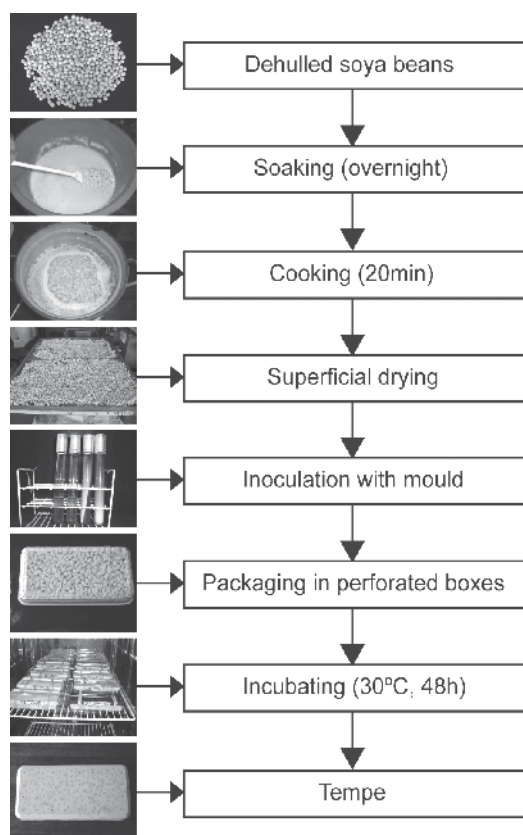 Dehulled soya beans
Soaking (overnight)
Cooking (20min)
Superficial drying
Inoculation with mould
Packaging in perforated boxes
Incubating (30ºC, 48h)
Tempe